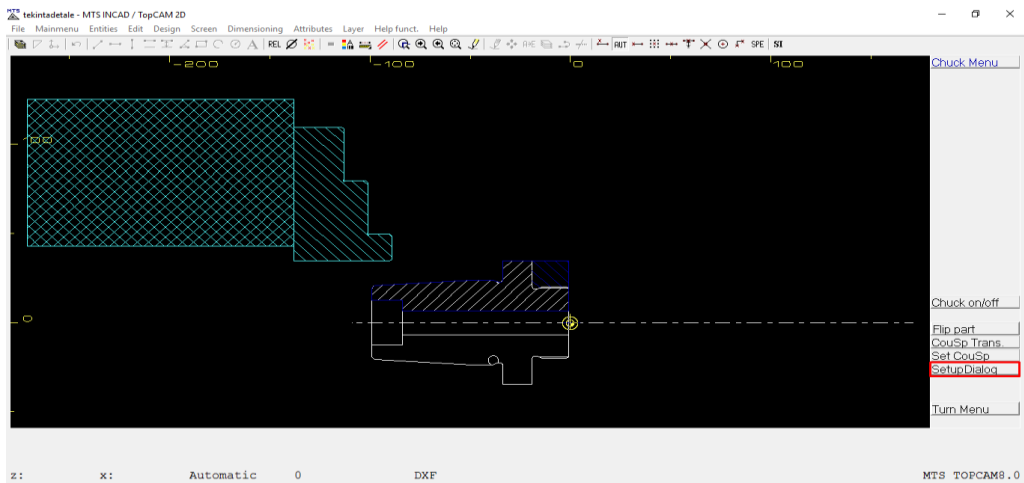 MTS tekintadetale - MTS INCAD / TopCAM 2D
File Mainmenu Entities Edit Design Screen Dimensioning Attributes Layer Help funct. Help
REL AUT SPE SI
-200 -100 0 100
Chuck Menu
100
Chuck on/off
0
Flip part
CouSp Trans.
Set CouSp
SetupDialog
Turn Menu
z: x: Automatic 0 DXF MTS TOPCAM8.0